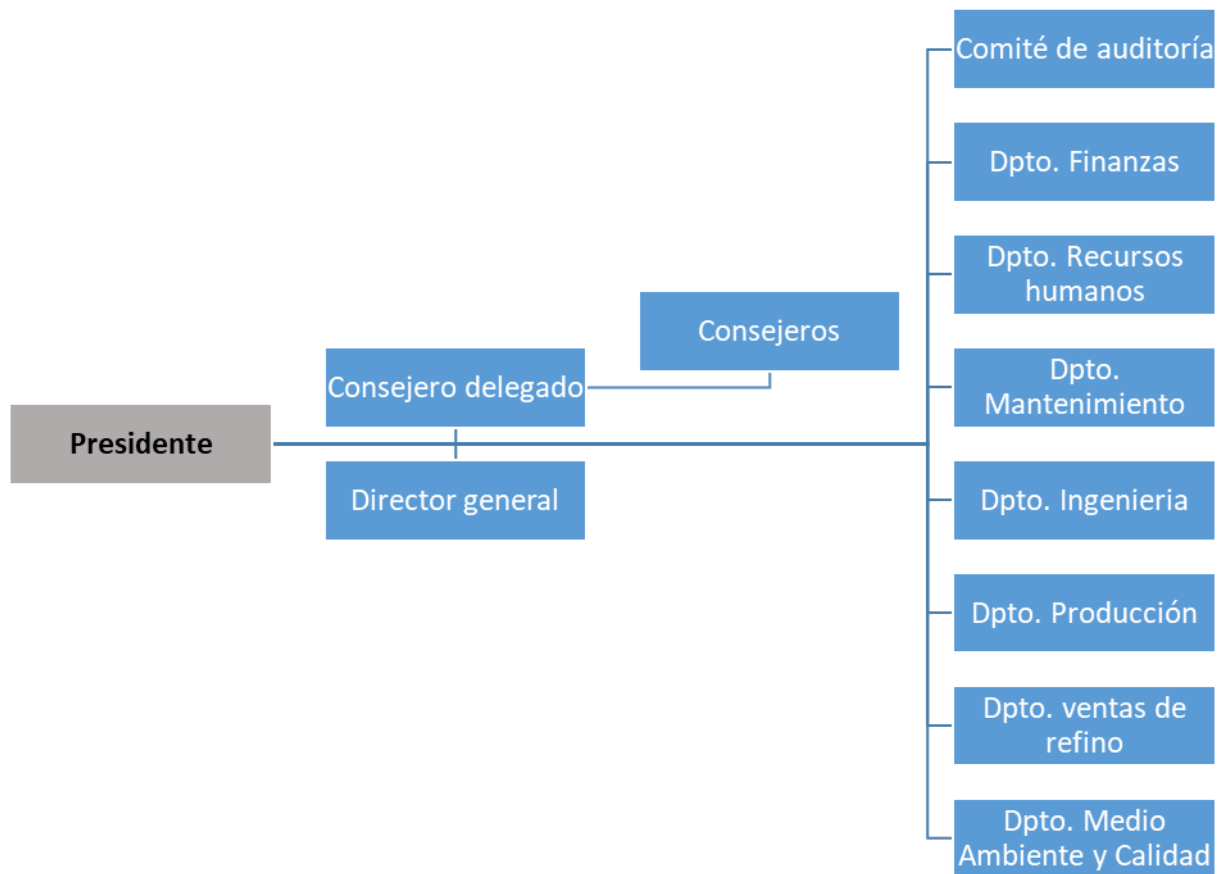 Presidente
Consejero delegado
Director general
Consejeros
Comité de auditoría
Dpto. Finanzas
Dpto. Recursos
humanos
Dpto.
Mantenimiento
Dpto. Ingenieria
Dpto. Producción
Dpto. ventas de
refino
Dpto. Medio
Ambiente y Calidad